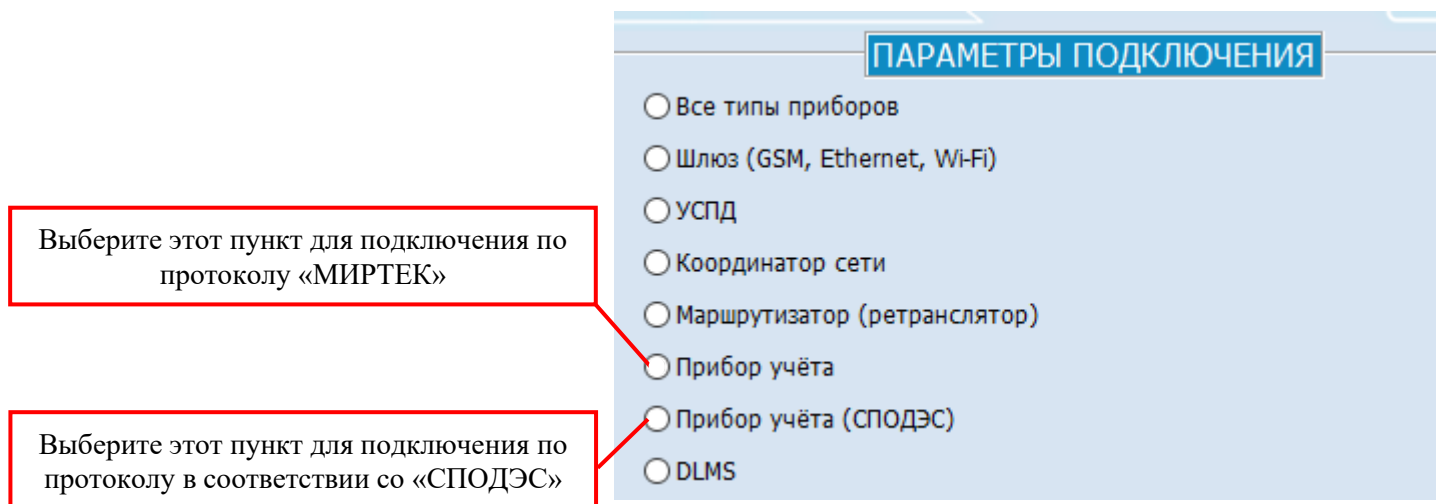 ПАРАМЕТРЫ ПОДКЛЮЧЕНИЯ
Все типы приборов
Шлюз (GSM, Ethernet, Wi-Fi)
УСПД
Координатор сети
Маршрутизатор (ретранслятор)
Прибор учёта
Прибор учёта (СПОДЭС)
DLMS
Выберите этот пункт для подключения по
протоколу «МИРТЕК»
Выберите этот пункт для подключения по
протоколу в соответствии со «СПОДЭС»